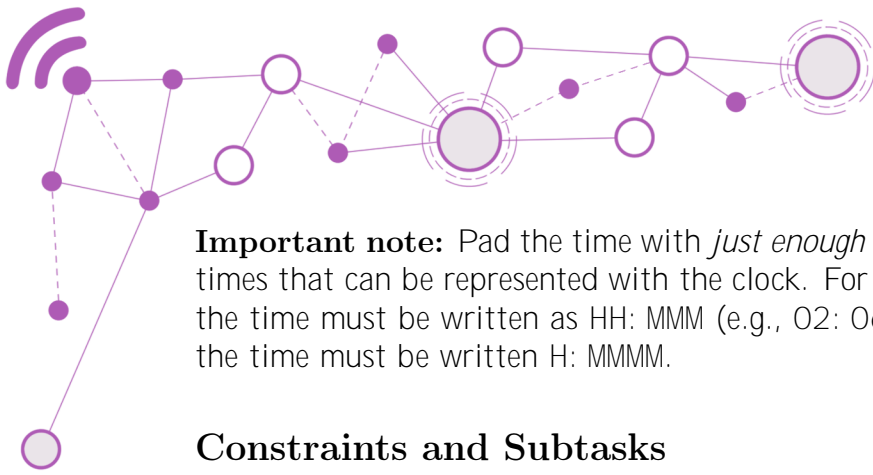 Important note: Pad the time with just enough
times that can be represented with the clock. For
the time must be written as HH: MMM (e.g., 02:
the time must be written H: MMMM.
Constraints and Subtasks